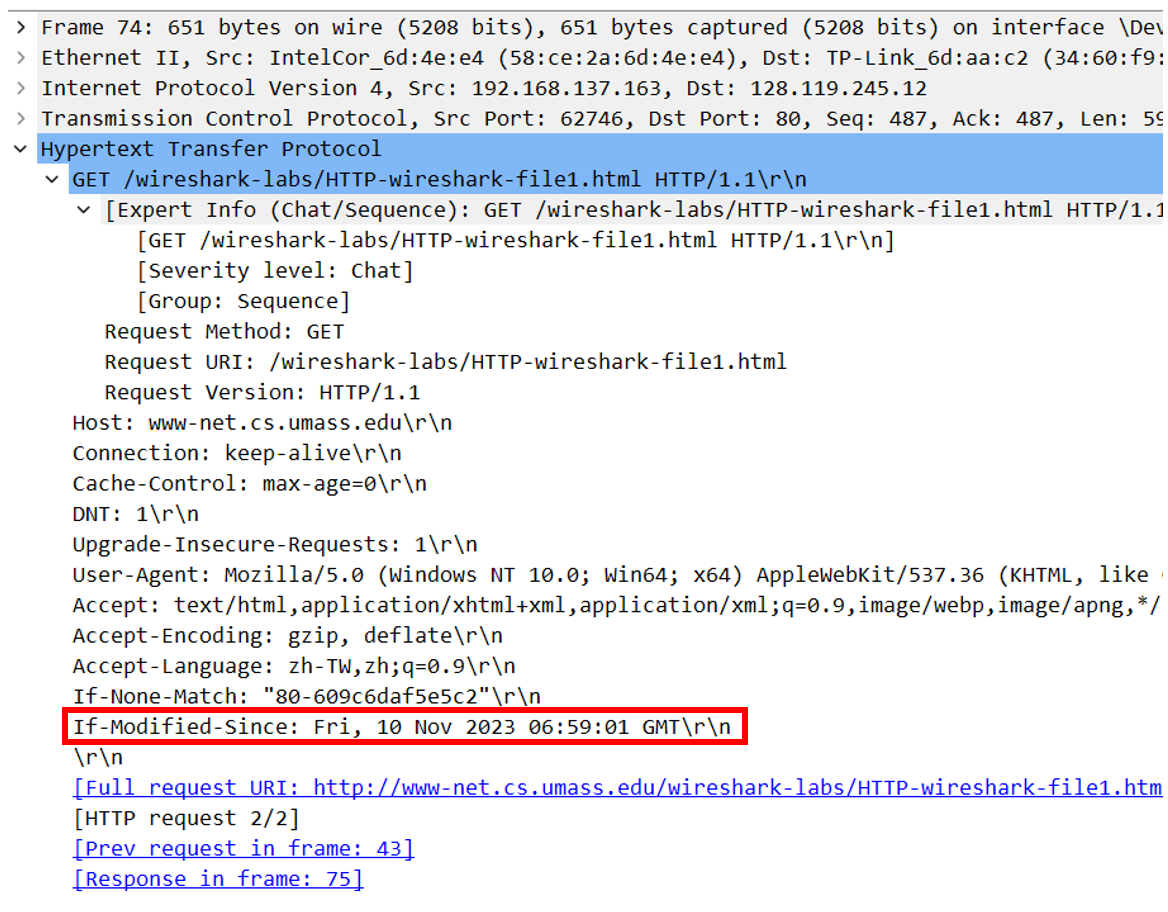 Frame 74: 651 bytes on wire (5208 bits), 651 bytes captured (5208 bits) on interface \Dev
Ethernet II, Src: IntelCor_6d:4e:e4 (58:ce:2a:6d:4e:e4), Dst: TP-Link_6d:aa:c2 (34:60:f9:
Internet Protocol Version 4, Src: 192.168.137.163, Dst: 128.119.245.12
Transmission Control Protocol, Src Port: 62746, Dst Port: 80, Seq: 487, Ack: 487, Len: 59
Hypertext Transfer Protocol
GET /wireshark-labs/HTTP-wireshark-file1.html HTTP/1.1\r\n
[Expert Info (Chat/Sequence): GET /wireshark-labs/HTTP-wireshark-file1.html HTTP/1.1
[GET /wireshark-labs/HTTP-wireshark-file1.html HTTP/1.1\r\n]
[Severity level: Chat]
[Group: Sequence]
Request Method: GET
Request URI: /wireshark-labs/HTTP-wireshark-file1.html
Request Version: HTTP/1.1
Host: www-net.cs.umass.edu\r\n
Connection: keep-alive\r\n
Cache-Control: max-age=0\r\n
DNT: 1\r\n
Upgrade-Insecure-Requests: 1\r\n
User-Agent: Mozilla/5.0 (Windows NT 10.0; Win64; x64) AppleWebKit/537.36 (KHTML, like
Accept: text/html,application/xhtml+xml,application/xml;q=0.9,image/webp,image/apng,*/
Accept-Encoding: gzip, deflate\r\n
Accept-Language: zh-TW,zh;q=0.9\r\n
If-None-Match: "80-609c6daf5e5c2"\r\n
If-Modified-Since: Fri, 10 Nov 2023 06:59:01 GMT\r\n
\r\n
[Full request URI: http://www-net.cs.umass.edu/wireshark-labs/HTTP-wireshark-file1.htm
[HTTP request 2/2]
[Prev request in frame: 43]
[Response in frame: 75]